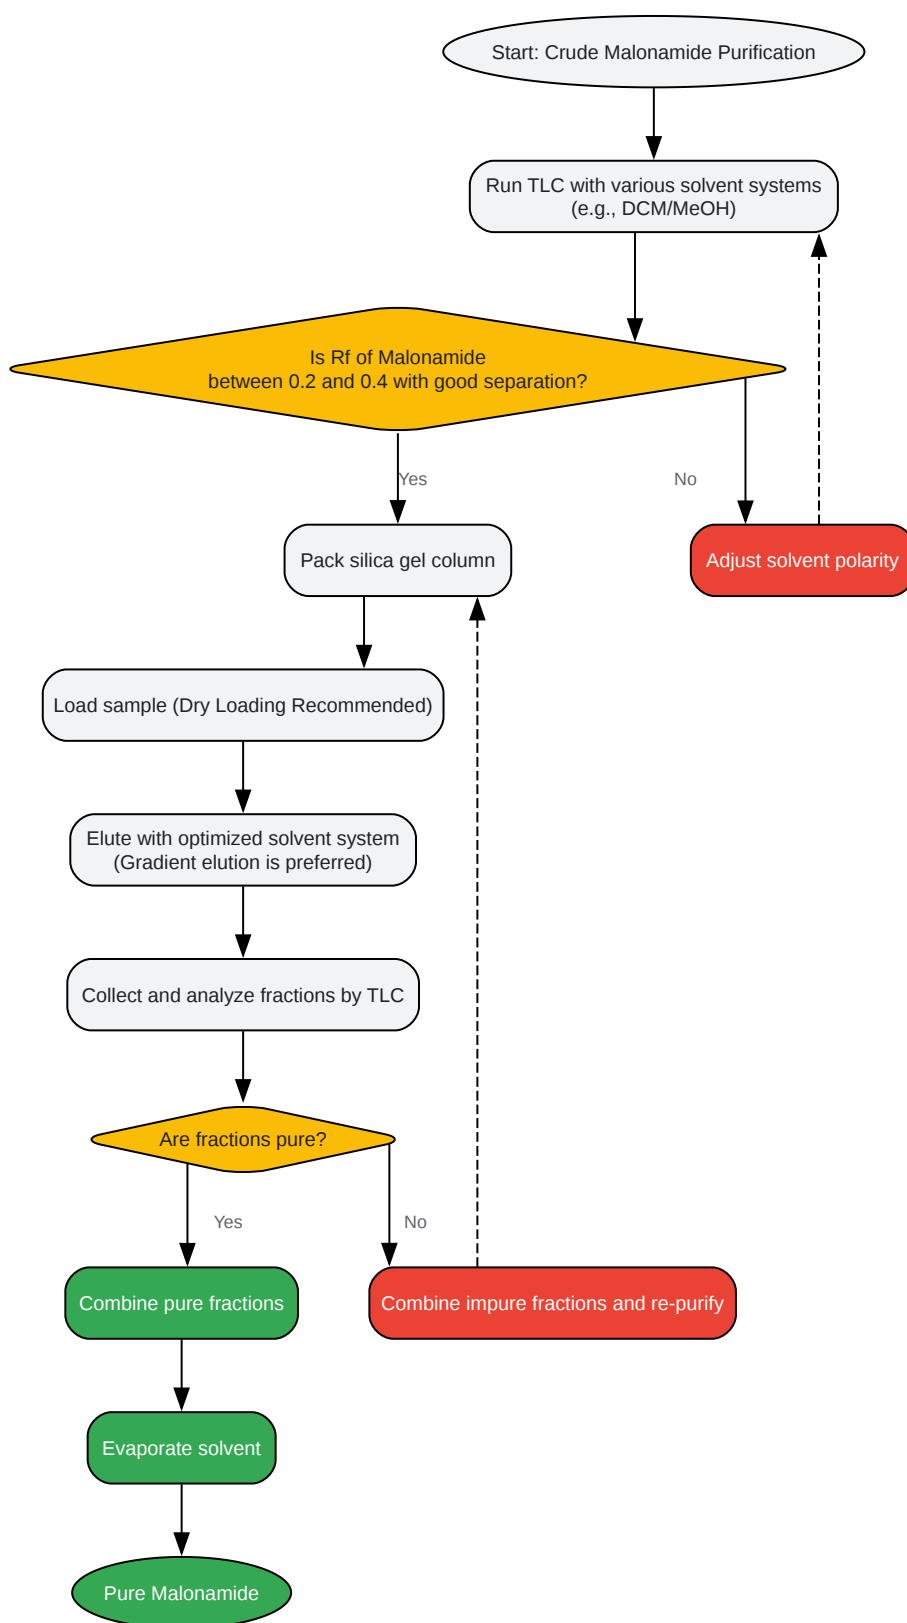 Start: Crude Malonamide Purification
Run TLC with various solvent systems
(e.g., DCM/MeOH)
Is Rf of Malonamide
between 0.2 and 0.4 with good separation?
Yes
No
Pack silica gel column
Adjust solvent polarity
Load sample (Dry Loading Recommended)
Elute with optimized solvent system
(Gradient elution is preferred)
Collect and analyze fractions by TLC
Are fractions pure?
Yes
No
Combine pure fractions
Combine impure fractions and re-purify
Evaporate solvent
Pure Malonamide